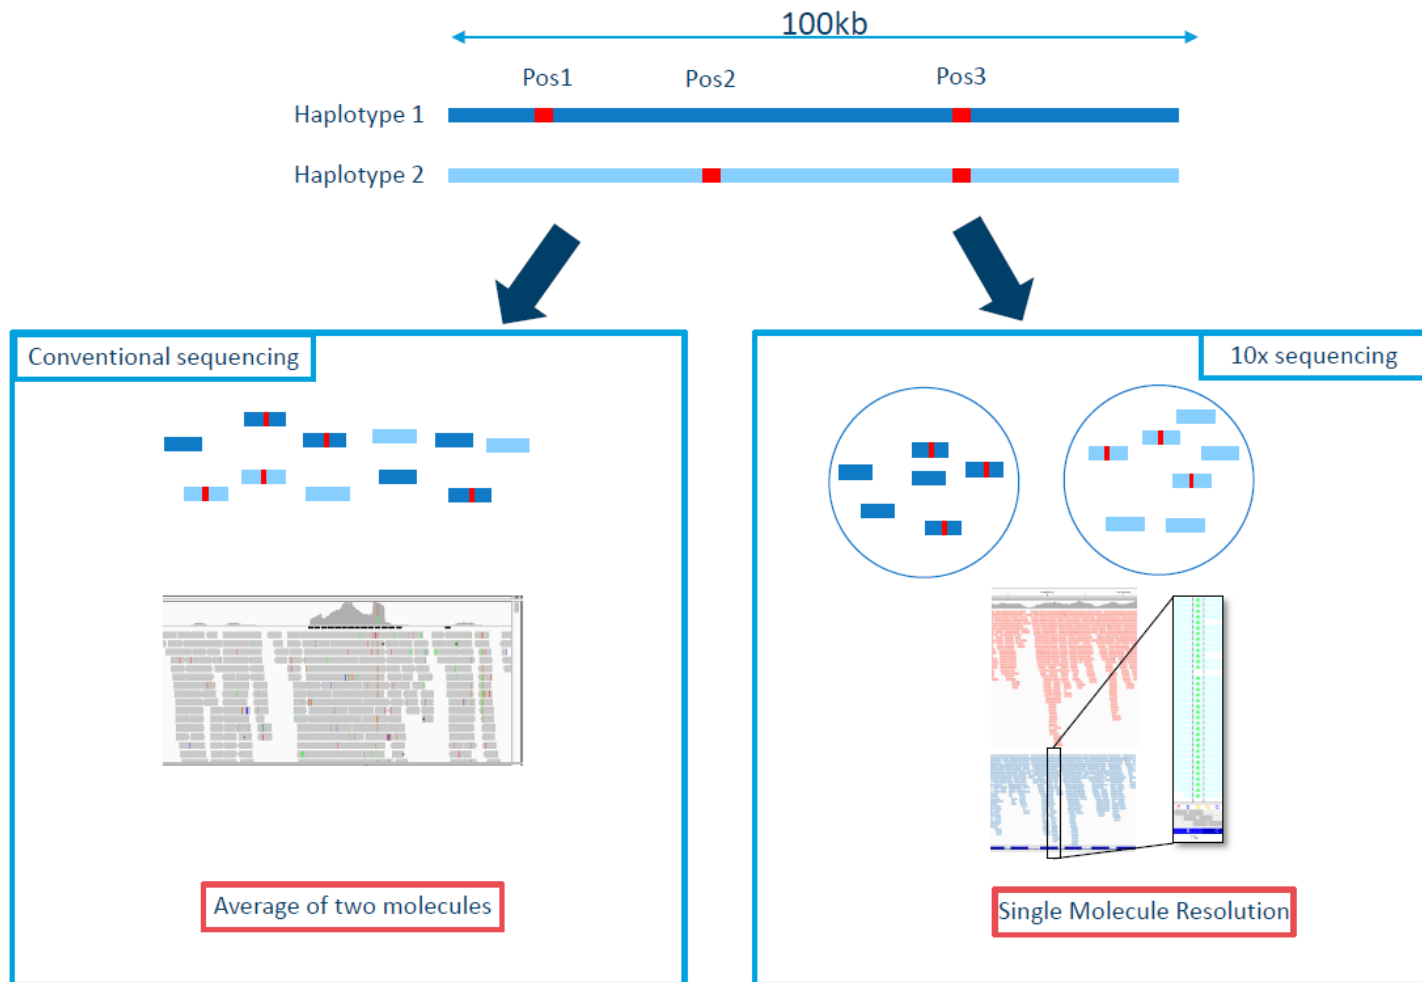 100kb
Pos1 Pos2 Pos3
Haplotype 1
Haplotype 2
Conventional sequencing
10x sequencing
Average of two molecules
Single Molecule Resolution